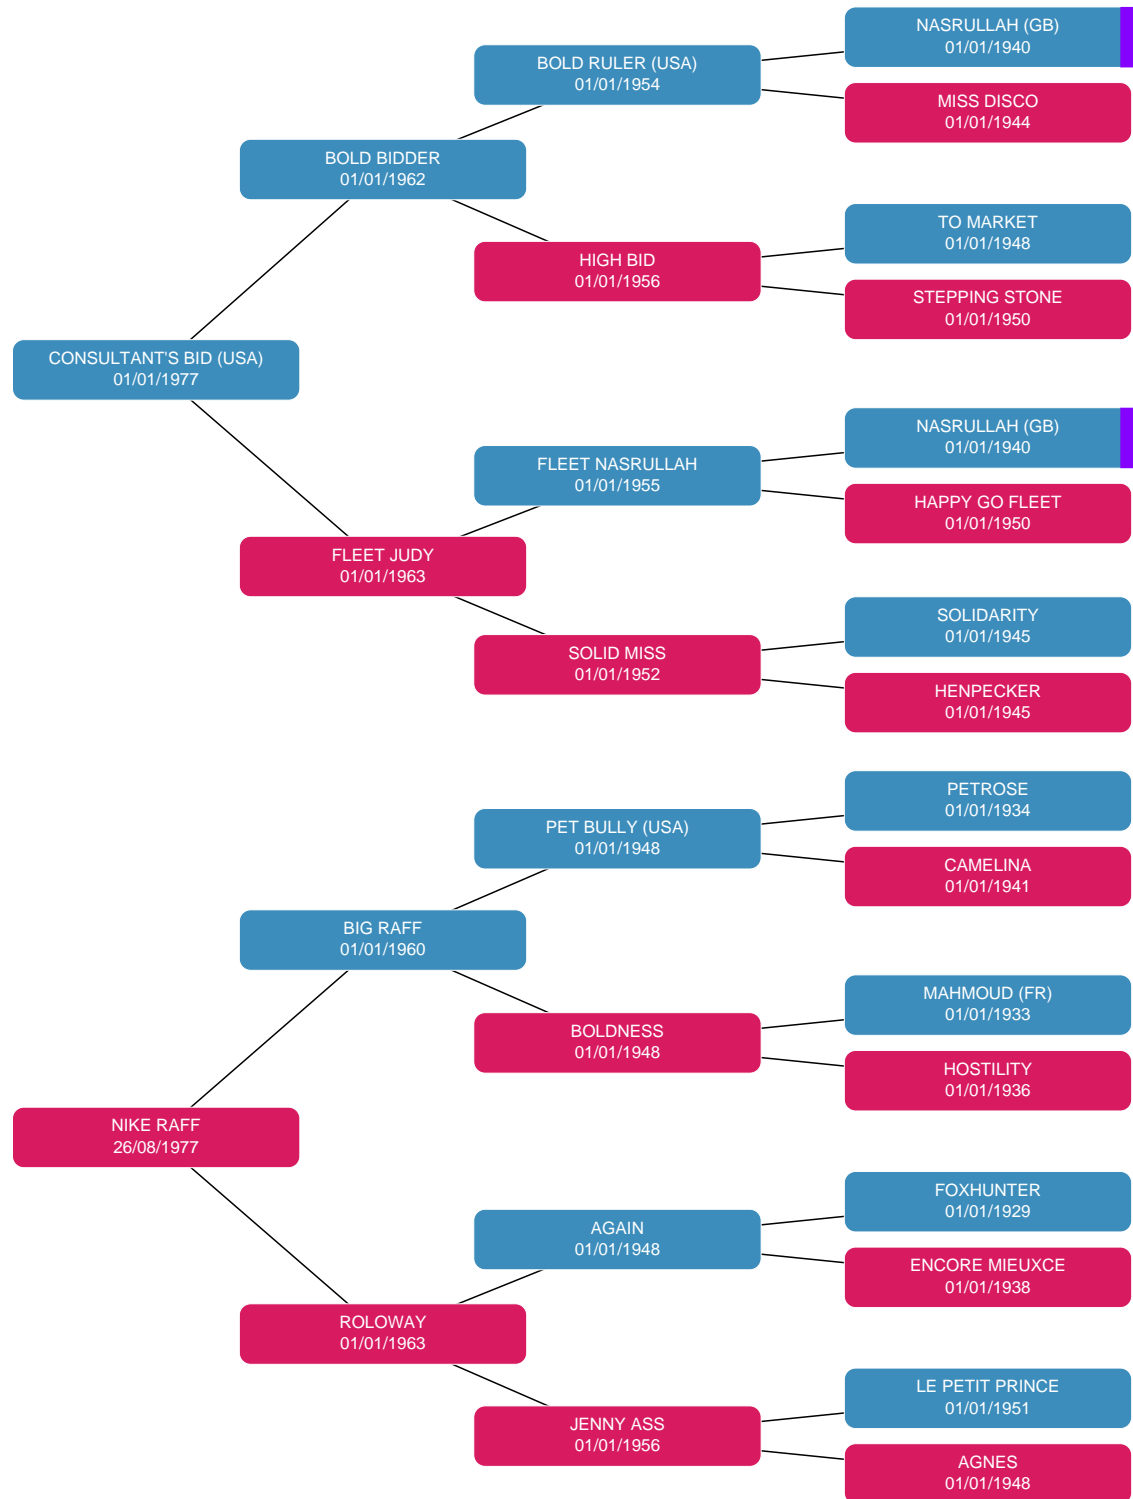 NASRULLAH (GB)
01/01/1940
BOLD RULER (USA)
01/01/1954
MISS DISCO
01/01/1944
BOLD BIDDER
01/01/1962
TO MARKET
01/01/1948
HIGH BID
01/01/1956
STEPPING STONE
01/01/1950
CONSULTANT'S BID (USA)
01/01/1977
NASRULLAH (GB)
01/01/1940
FLEET NASRULLAH
01/01/1955
HAPPY GO FLEET
01/01/1950
FLEET JUDY
01/01/1963
SOLIDARITY
01/01/1945
SOLID MISS
01/01/1952
HENPECKER
01/01/1945
PETROSE
01/01/1934
PET BULLY (USA)
01/01/1948
CAMELINA
01/01/1941
BIG RAFF
01/01/1960
MAHMOUD (FR)
01/01/1933
BOLDNESS
01/01/1948
HOSTILITY
01/01/1936
NIKE RAFF
26/08/1977
FOXHUNTER
01/01/1929
AGAIN
01/01/1948
ENCORE MIEUXCE
01/01/1938
ROLOWAY
01/01/1963
LE PETIT PRINCE
01/01/1951
JENNY ASS
01/01/1956
AGNES
01/01/1948